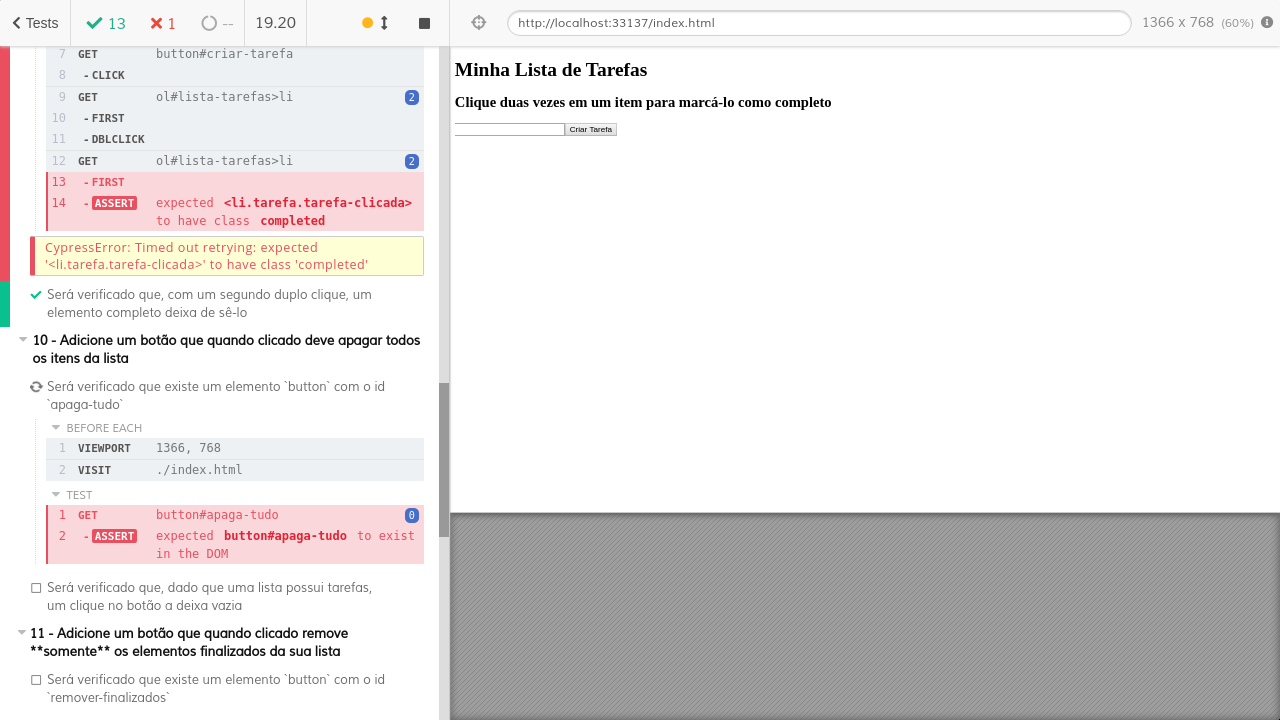 Tests
13
1
--
19.20
http://localhost:33137/index.html
1366 x 768 (60%)
7 GET button#criar-tarefa
8 - CLICK
9 GET ol#lista-tarefas>li 2
10 - FIRST
11 - DBLCLICK
12 GET ol#lista-tarefas>li 2
13 - FIRST
14 - ASSERT expected <li.tarefa.tarefa-clicada>
to have class completed
CypressError: Timed out retrying: expected
'<li.tarefa.tarefa-clicada>' to have class 'completed'
Será verificado que, com um segundo duplo clique, um
elemento completo deixa de sê-lo
10 - Adicione um botão que quando clicado deve apagar todos
os itens da lista
Será verificado que existe um elemento `button` com o id
`apaga-tudo`
BEFORE EACH
1 VIEWPORT 1366, 768
2 VISIT ./index.html
TEST
1 GET button#apaga-tudo 0
2 - ASSERT expected button#apaga-tudo to exist
in the DOM
Será verificado que, dado que uma lista possui tarefas,
um clique no botão a deixa vazia
11 - Adicione um botão que quando clicado remove
**somente** os elementos finalizados da sua lista
Será verificado que existe um elemento `button` com o id
`remover-finalizados`
Minha Lista de Tarefas
Clique duas vezes em um item para marcá-lo como completo
Criar Tarefa